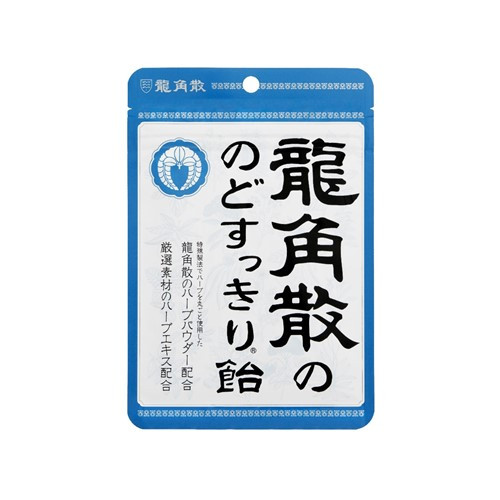 龍角散
龍角散の
のどすっきり®飴
特殊製法でハーブを丸ごと使用した
龍角散のハーブパウダー配合
厳選素材のハーブエキス配合